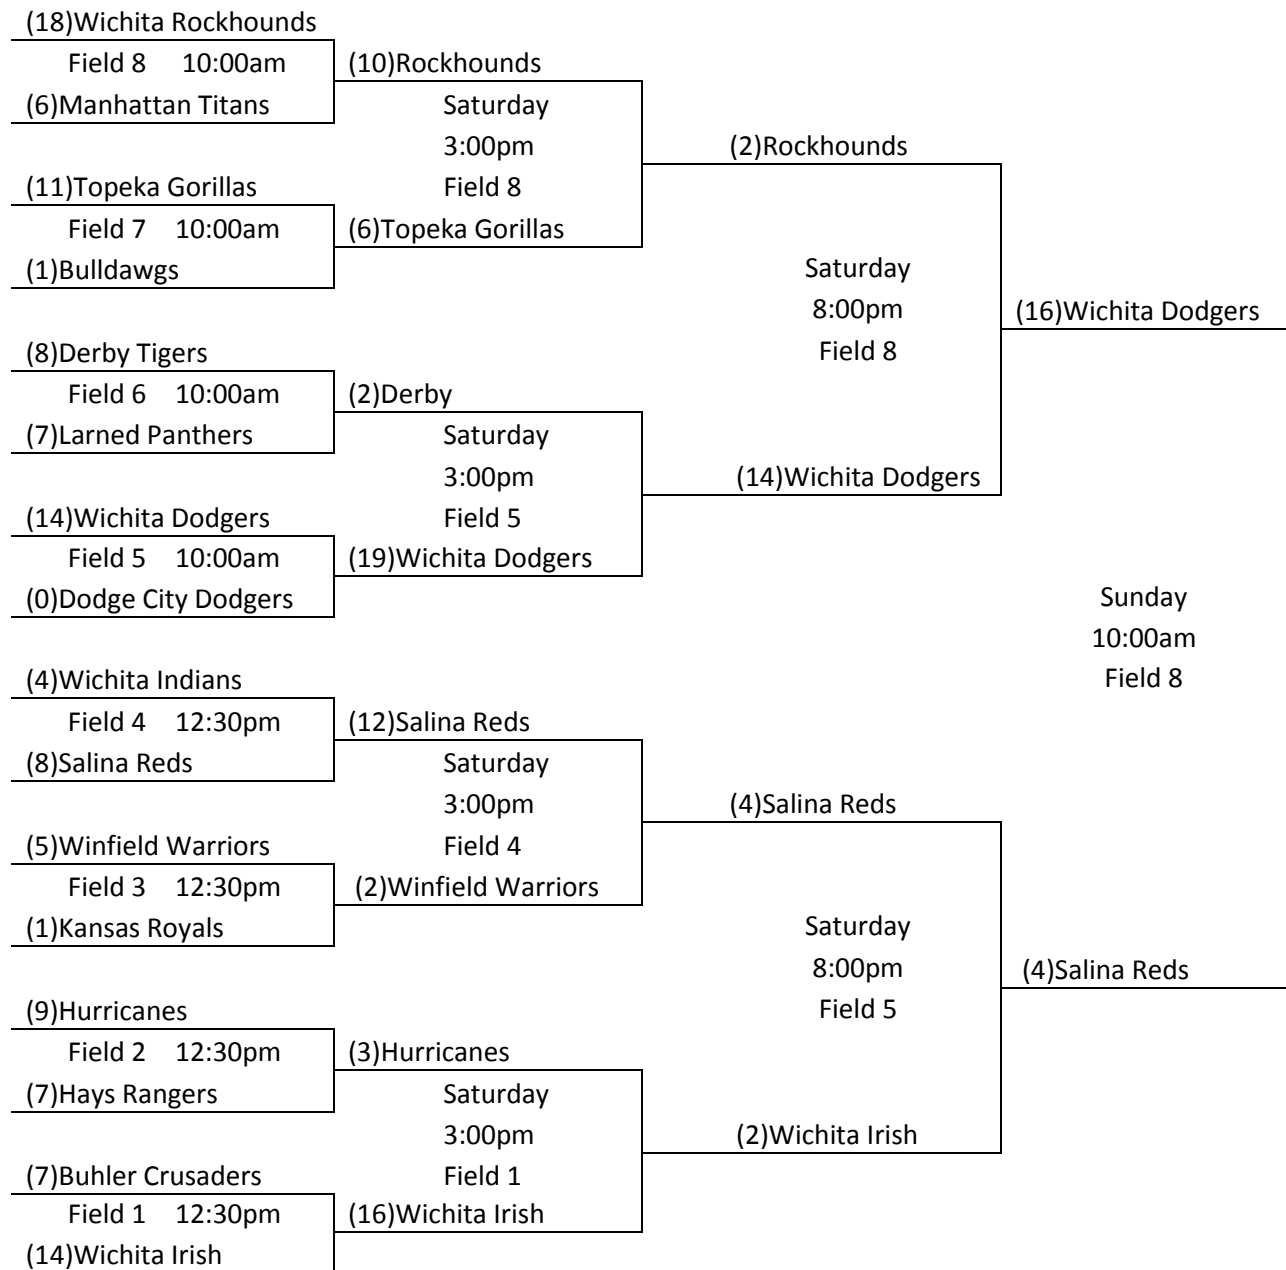 (18)Wichita Rockhounds
Field 8 10:00am
(10)Rockhounds
(6)Manhattan Titans
Saturday
3:00pm
(2)Rockhounds
(11)Topeka Gorillas
Field 8
Field 7 10:00am
(6)Topeka Gorillas
(1)Bulldawgs
Saturday
8:00pm
(16)Wichita Dodgers
(8)Derby Tigers
Field 8
Field 6 10:00am
(2)Derby
(7)Larned Panthers
Saturday
3:00pm
(14)Wichita Dodgers
(14)Wichita Dodgers
Field 5
Field 5 10:00am
(19)Wichita Dodgers
(0)Dodge City Dodgers
Sunday
10:00am
(4)Wichita Indians
Field 8
Field 4 12:30pm
(12)Salina Reds
(8)Salina Reds
Saturday
3:00pm
(4)Salina Reds
(5)Winfield Warriors
Field 4
Field 3 12:30pm
(2)Winfield Warriors
(1)Kansas Royals
Saturday
8:00pm
(4)Salina Reds
(9)Hurricanes
Field 5
Field 2 12:30pm
(3)Hurricanes
(7)Hays Rangers
Saturday
3:00pm
(2)Wichita Irish
(7)Buhler Crusaders
Field 1
Field 1 12:30pm
(16)Wichita Irish
(14)Wichita Irish